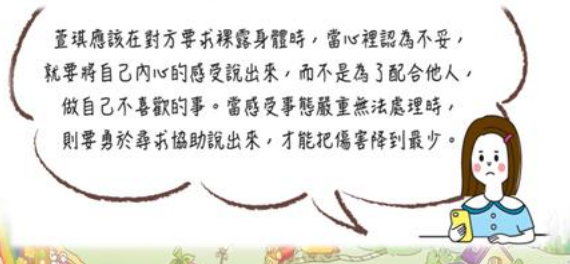 萱琪應該在對方要求裸露身體時，當心裡認為不妥，
就要將自己內心的感受說出來，而不是為了配合他人，
做自己不喜歡的事。當感受事態嚴重無法處理時，
則要勇於尋求協助說出來，才能把傷害降到最少。